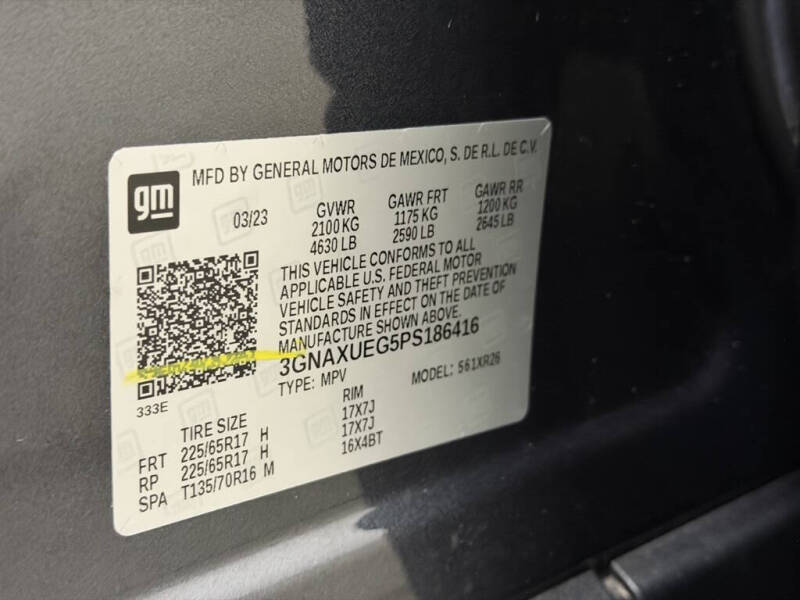 gm
MFD BY GENERAL MOTORS DE MEXICO, S. DE R.L. DE C.V.
03/23
GVWR GAWR FRT GAWR RR
2100 KG 1175 KG 1200 KG
4630 LB 2590 LB 2645 LB
THIS VEHICLE CONFORMS TO ALL
APPLICABLE U.S. FEDERAL MOTOR
VEHICLE SAFETY AND THEFT PREVENTION
STANDARDS IN EFFECT ON THE DATE OF
MANUFACTURE SHOWN ABOVE.
3GNAXUEG5PS186416
TYPE: MPV MODEL: 561XR26
333E
TIRE SIZE RIM
FRT 225/65R17 H 17X7J
RP 225/65R17 H 17X7J
SPA T135/70R16 M 16X4BT